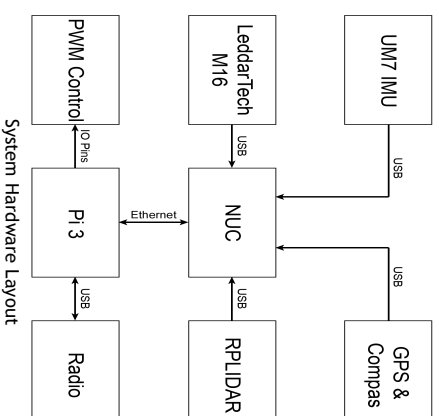 UM7 IMU
GPS &
Compas
USB
USB
LeddarTech
M16
USB
NUC
USB
RPLIDAR
Ethernet
PWM Control
IO Pins
Pi 3
USB
Radio
System Hardware Layout